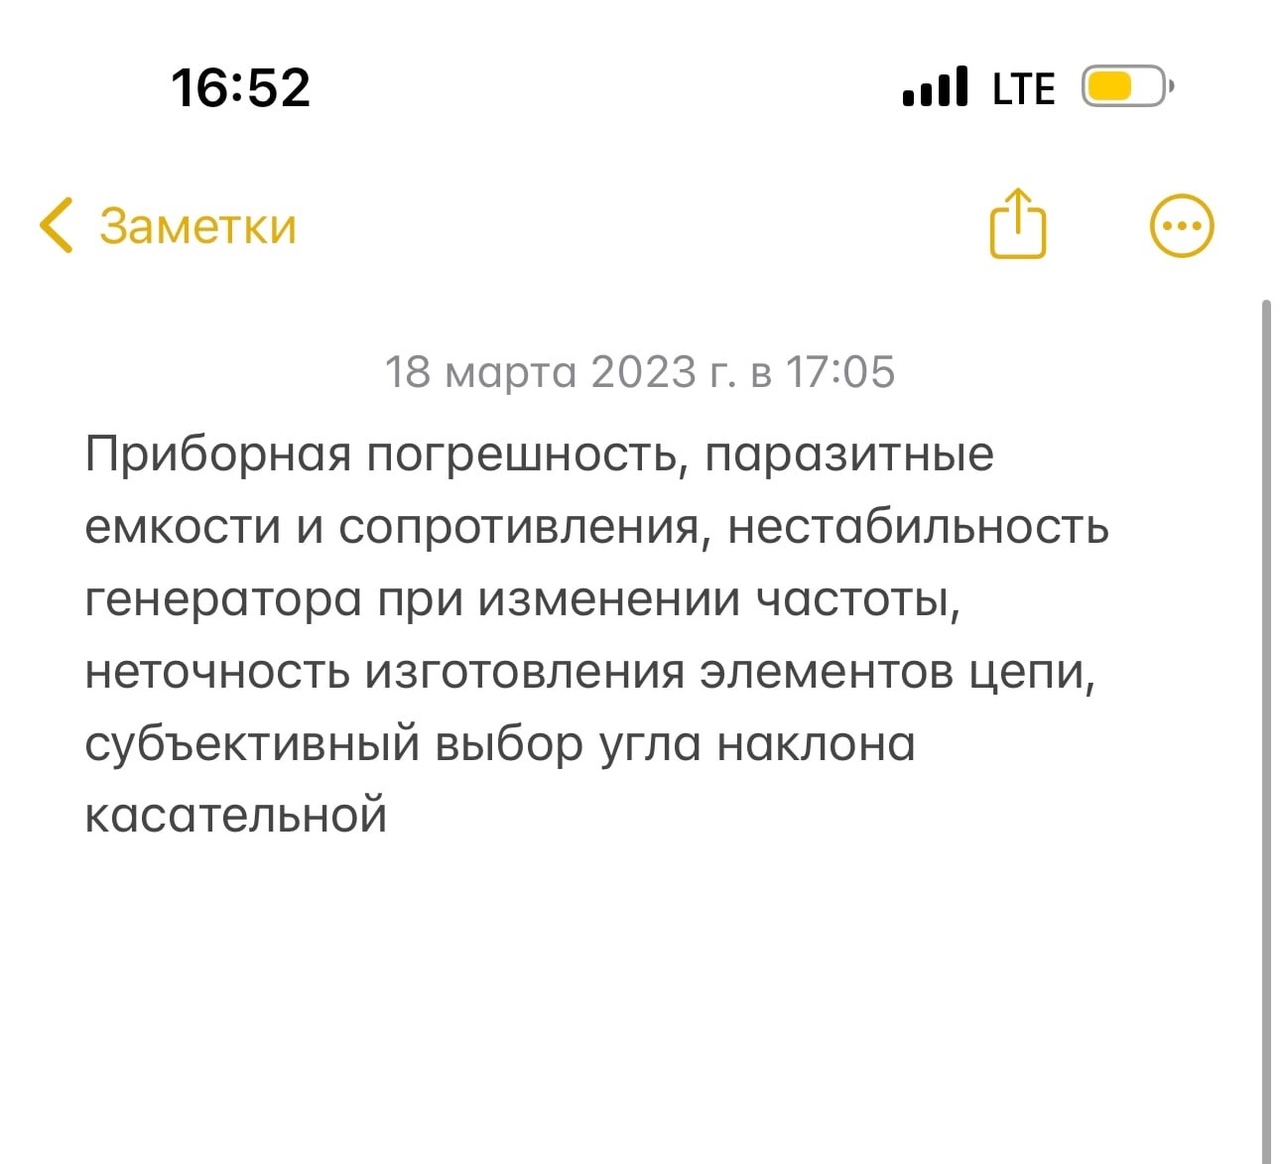 16:52 LTE
Заметки
18 марта 2023 г. в 17:05
Приборная погрешность, паразитные
емкости и сопротивления, нестабильность
генератора при изменении частоты,
неточность изготовления элементов цепи,
субъективный выбор угла наклона
касательной